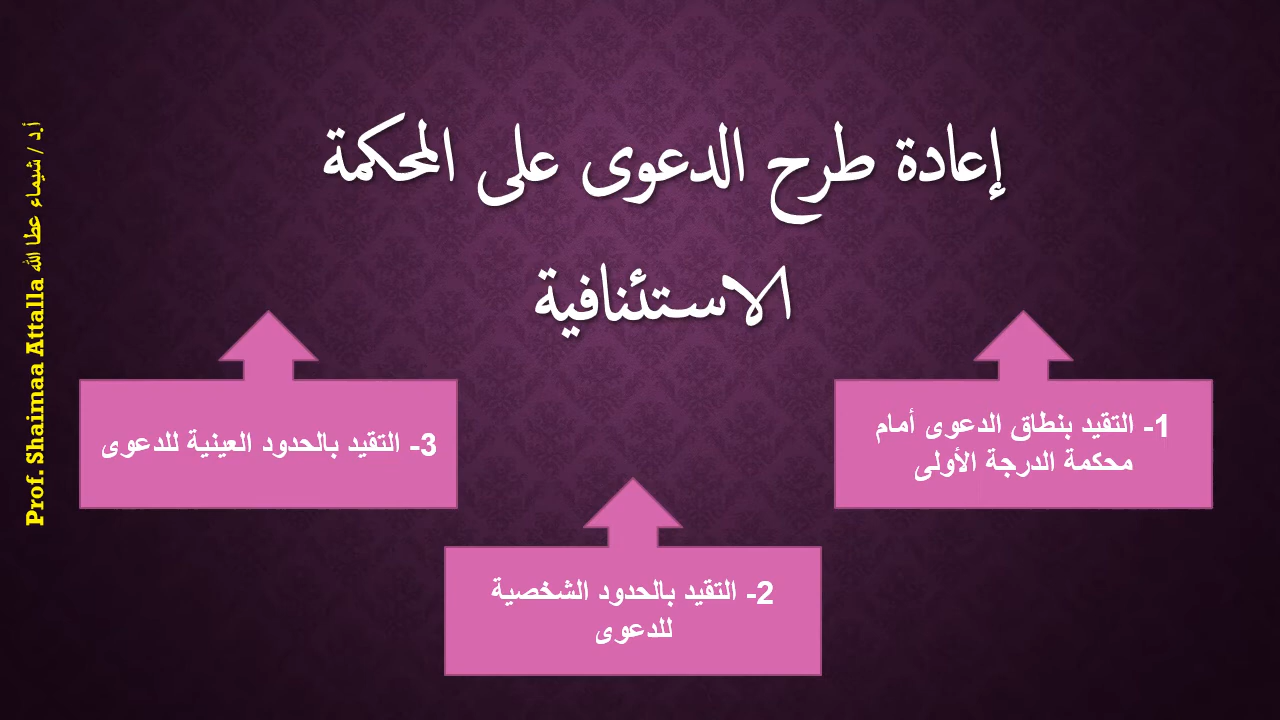 إعادة طرح الدعوى على المحكمة
الاستئنافية
1- التقيد بنطاق الدعوى أمام
محكمة الدرجة الأولى
2- التقيد بالحدود الشخصية
للدعوى
3- التقيد بالحدود العينية للدعوى
Prof. Shaimaa Attalla أ.د / شيماء عطا الله